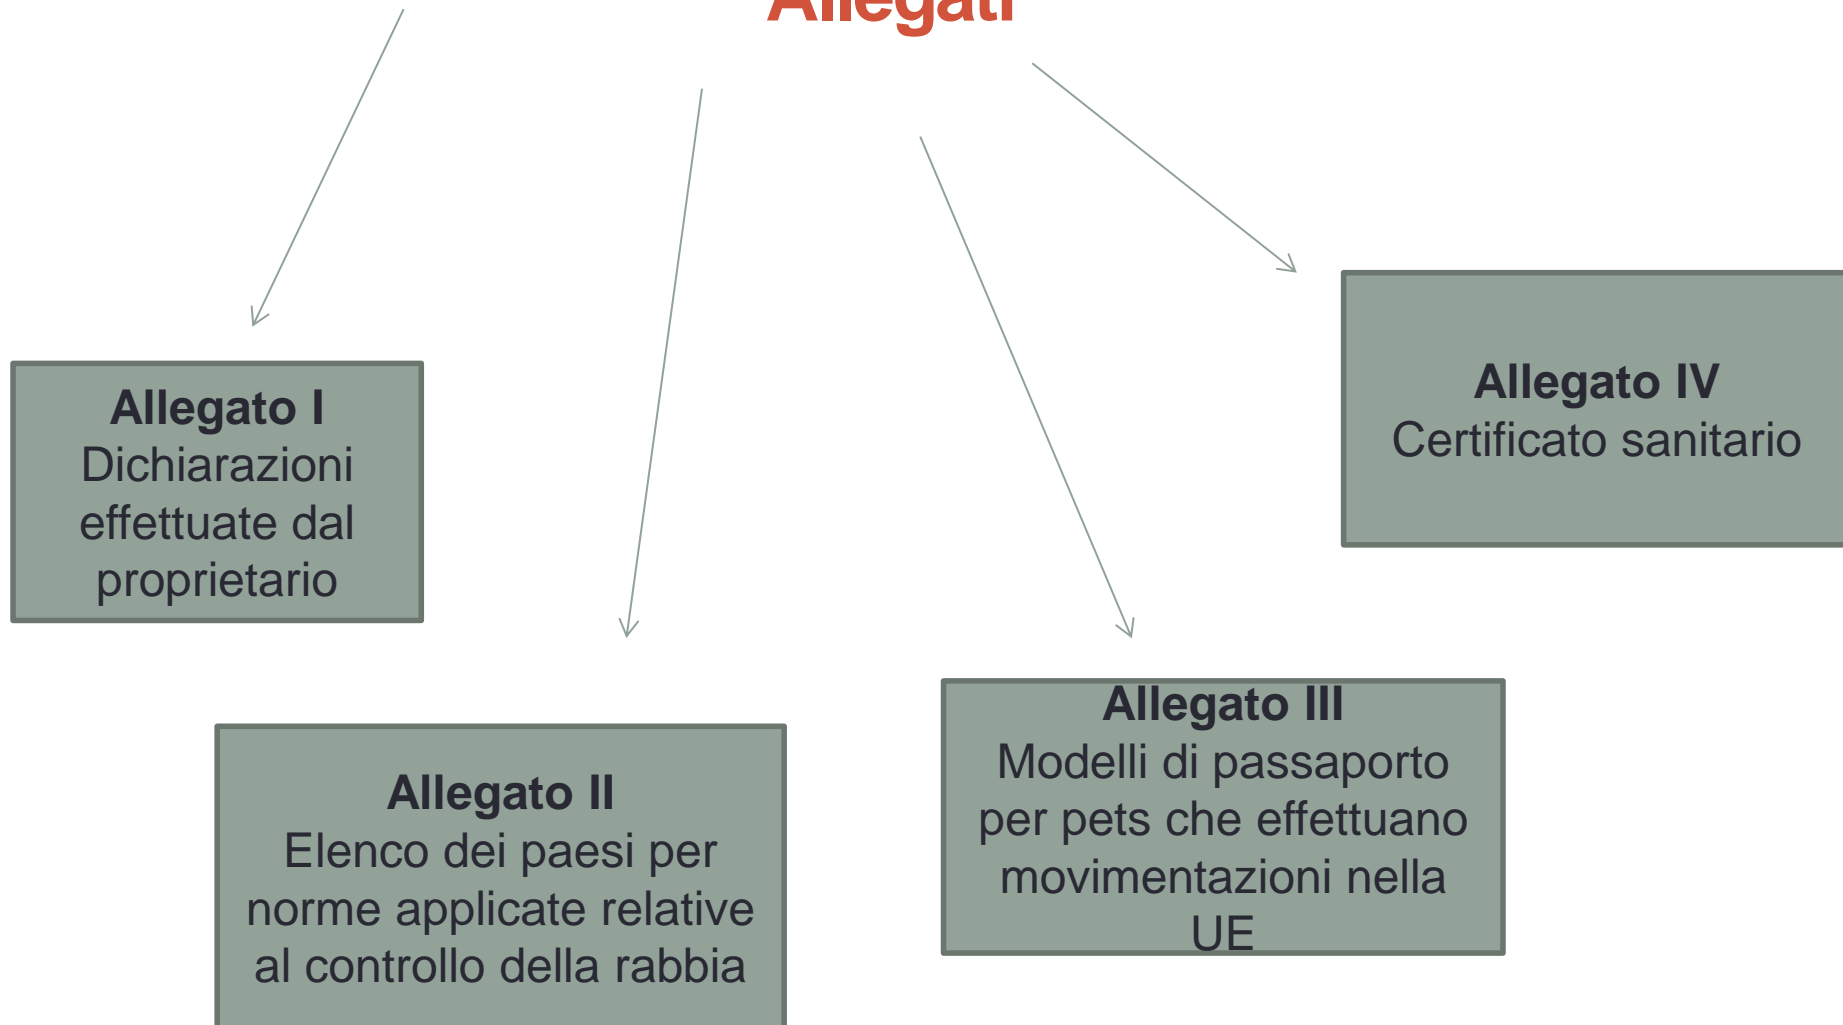 Allegati
Allegato I
Dichiarazioni
effettuate dal
proprietario
Allegato II
Elenco dei paesi per
norme applicate relative
al controllo della rabbia
Allegato III
Modelli di passaporto
per pets che effettuano
movimentazioni nella
UE
Allegato IV
Certificato sanitario